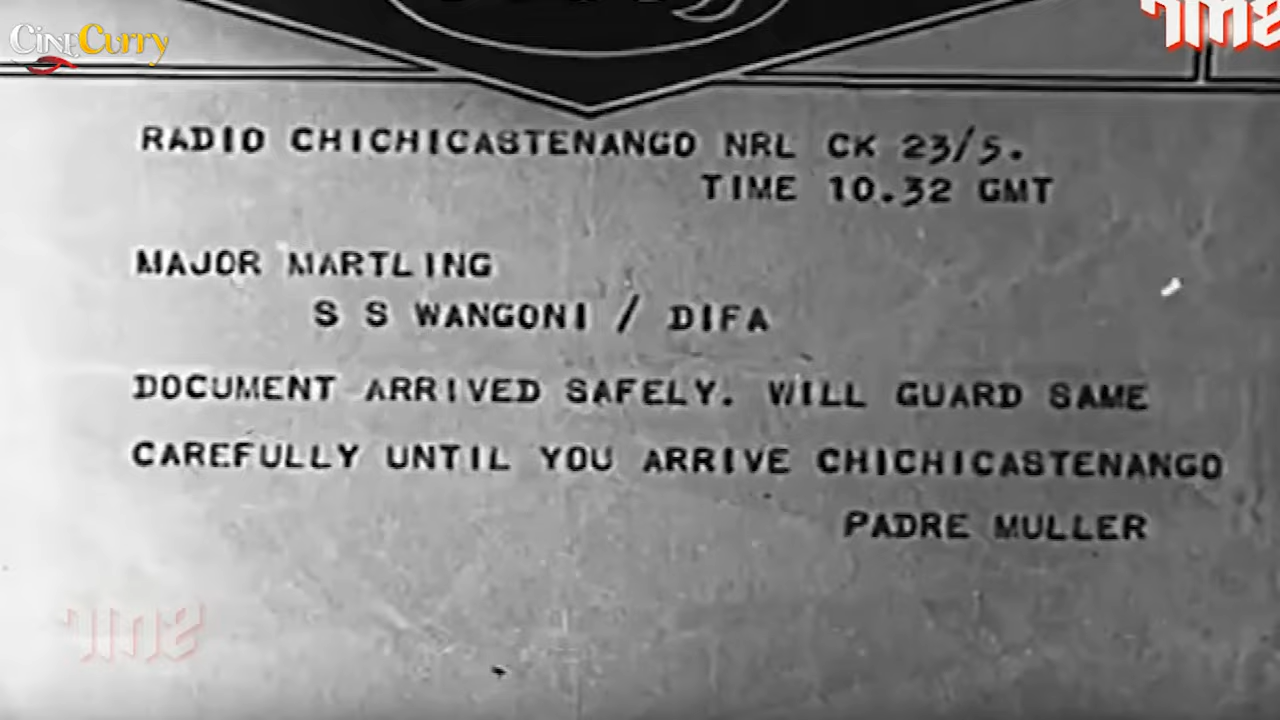 CINECURRY
RADIO CHICHICASTENANGO NRL CK 23/5.
TIME 10.32 GMT
MAJOR MARTLING
S S WANGONI / DIFA
DOCUMENT ARRIVED SAFELY. WILL GUARD SAME
CAREFULLY UNTIL YOU ARRIVE CHICHICASTENANGO
PADRE MULLER